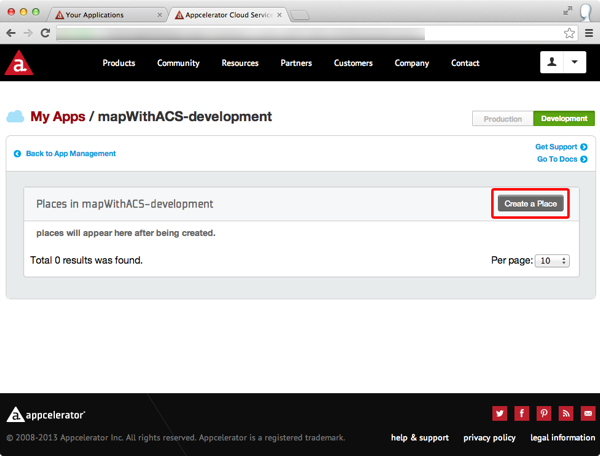 Your Applications
Appcelerator Cloud Service
Products Community Resources Partners Customers Company Contact
My Apps / mapWithACS-development
Production Development
Back to App Management
Get Support
Go To Docs
Places in mapWithACS-development
Create a Place
places will appear here after being created.
Total 0 results was found.
Per page: 10
appcelerator
© 2008-2013 Appcelerator Inc. All rights reserved. Appcelerator is a registered trademark.
help & support privacy policy legal information